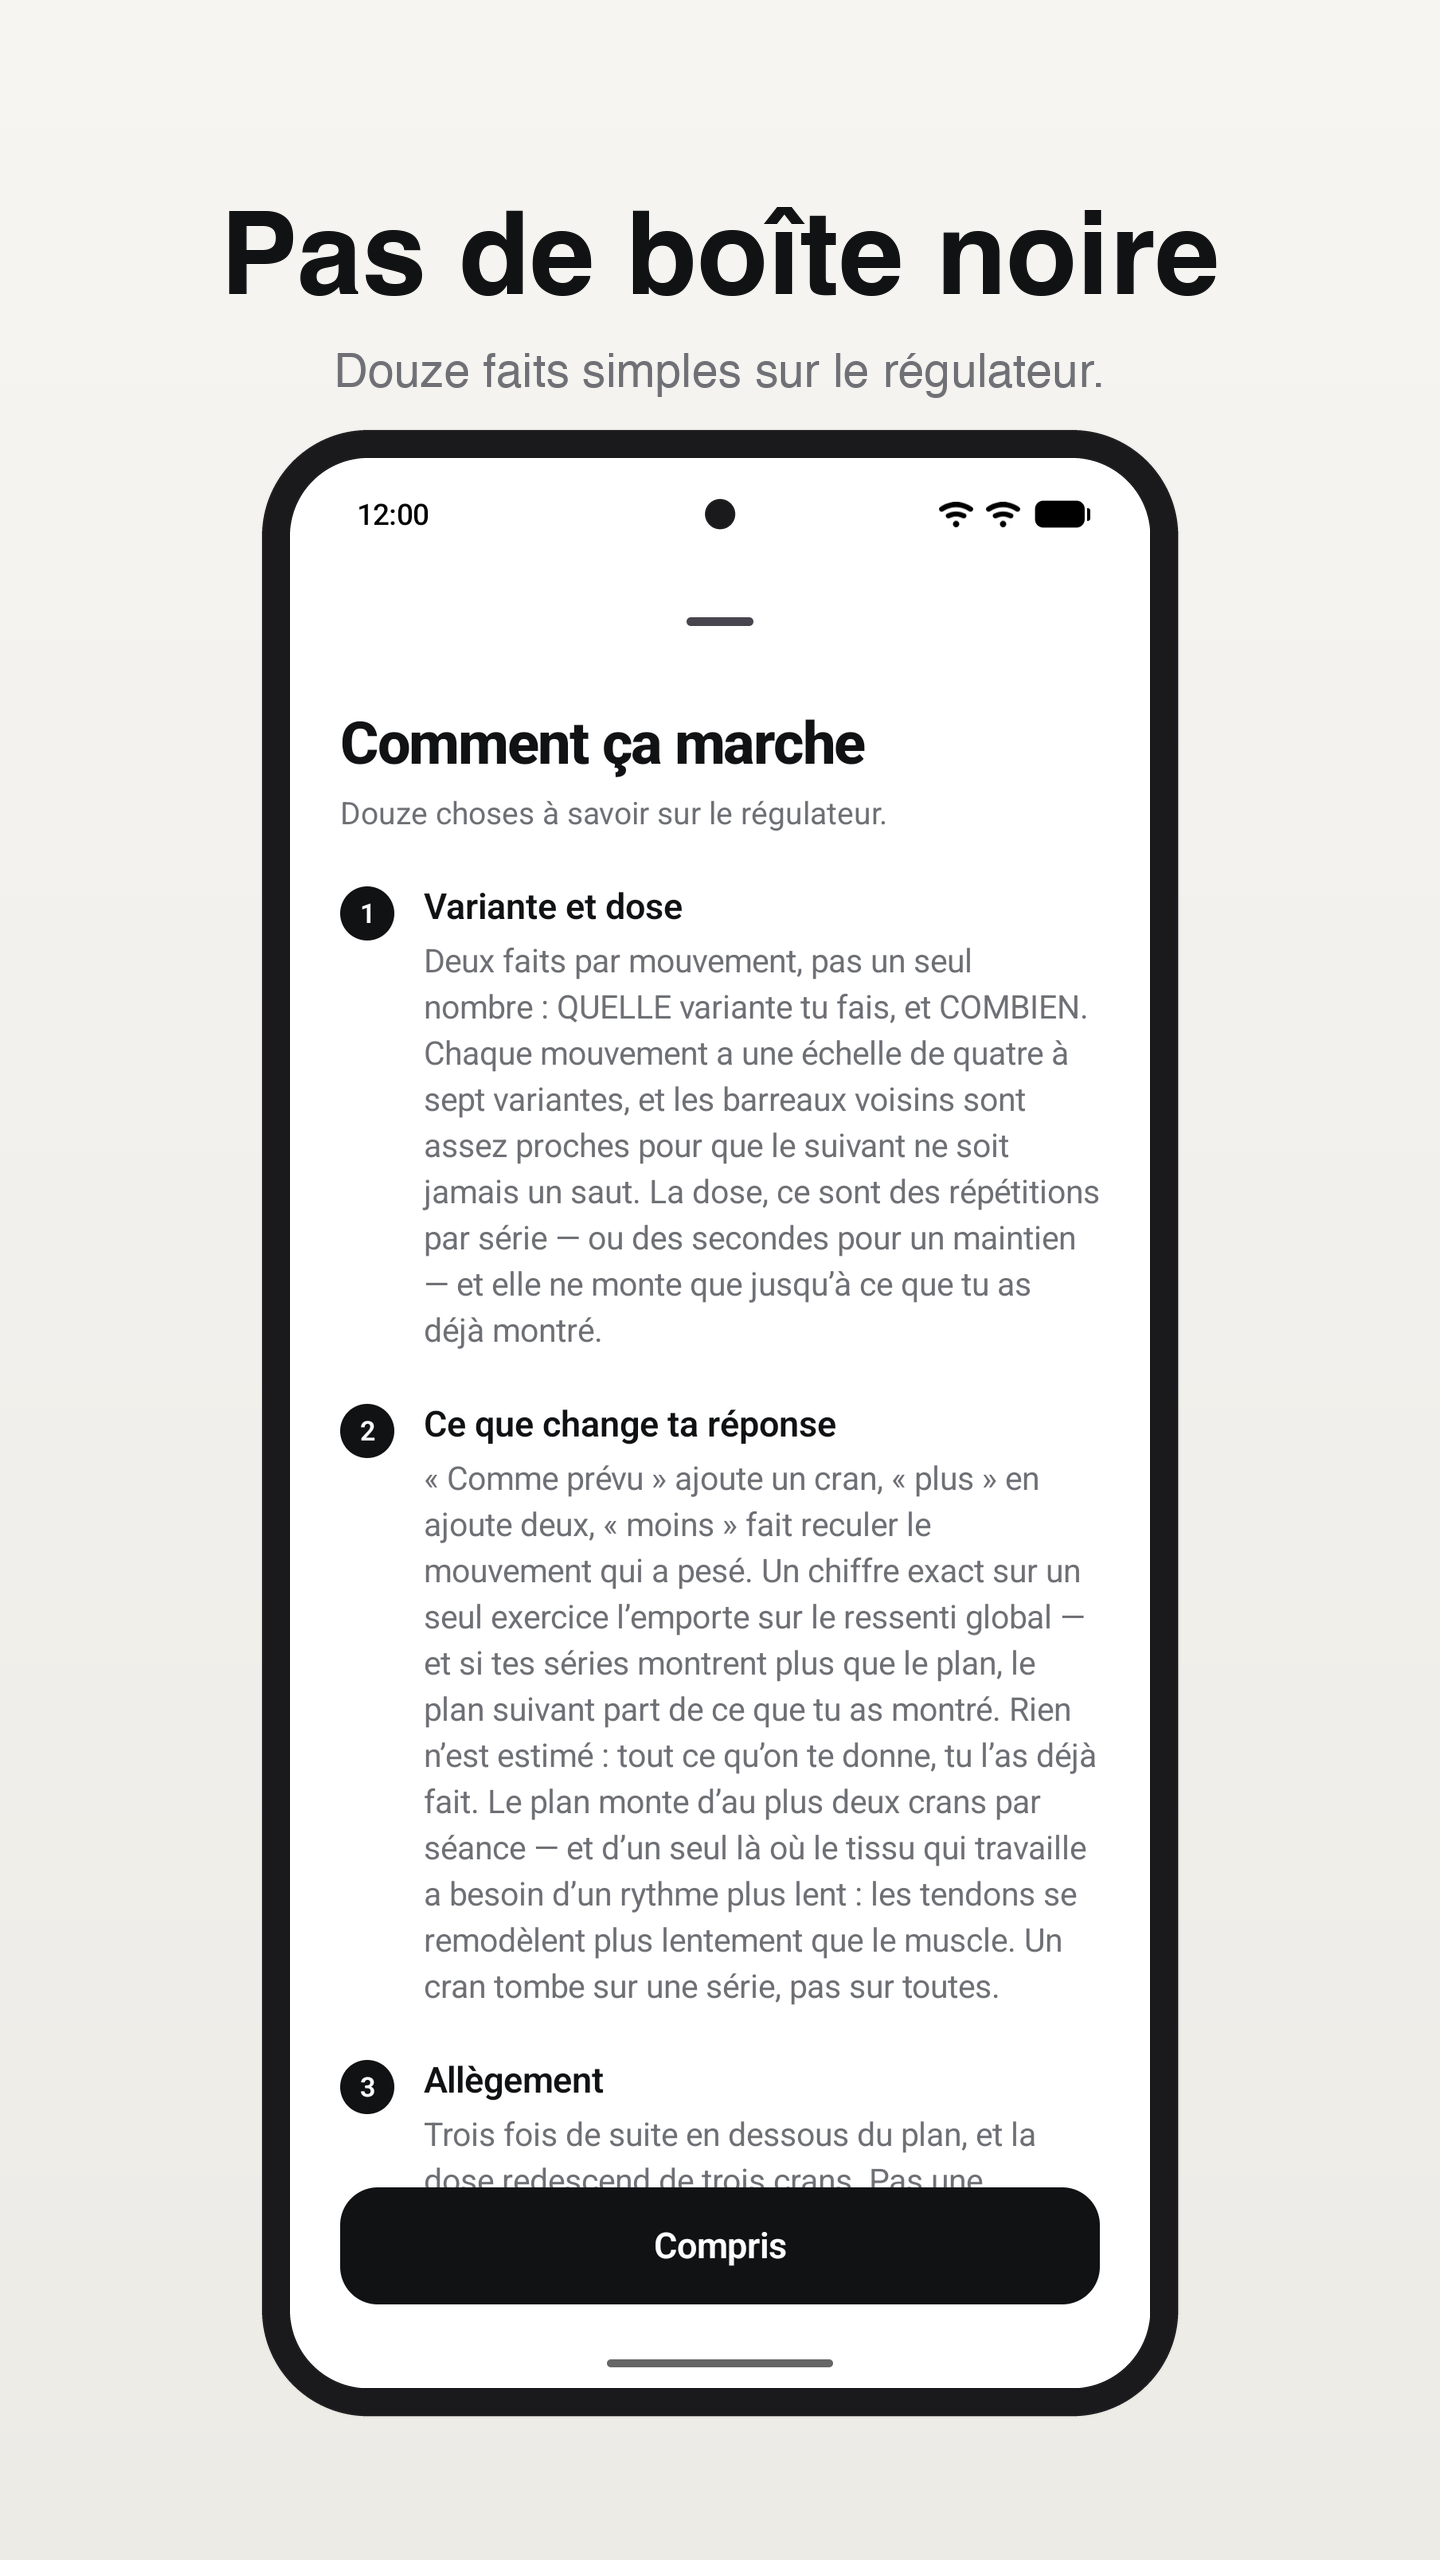 Pas de boîte noire
Douze faits simples sur le régulateur.
12:00
Comment ça marche
Douze choses à savoir sur le régulateur.
1
Variante et dose
Deux faits par mouvement, pas un seul
nombre : QUELLE variante tu fais, et COMBIEN.
Chaque mouvement a une échelle de quatre à
sept variantes, et les barreaux voisins sont
assez proches pour que le suivant ne soit
jamais un saut. La dose, ce sont des répétitions
par série — ou des secondes pour un maintien
— et elle ne monte que jusqu’à ce que tu as
déjà montré.
2
Ce que change ta réponse
« Comme prévu » ajoute un cran, « plus » en
ajoute deux, « moins » fait reculer le
mouvement qui a pesé. Un chiffre exact sur un
seul exercice l’emporte sur le ressenti global —
et si tes séries montrent plus que le plan, le
plan suivant part de ce que tu as montré. Rien
n’est estimé : tout ce qu’on te donne, tu l’as déjà
fait. Le plan monte d’au plus deux crans par
séance — et d’un seul là où le tissu qui travaille
a besoin d’un rythme plus lent : les tendons se
remodèlent plus lentement que le muscle. Un
cran tombe sur une série, pas sur toutes.
3
Allègement
Trois fois de suite en dessous du plan, et la
dose redescend de trois crans. Pas une
Compris